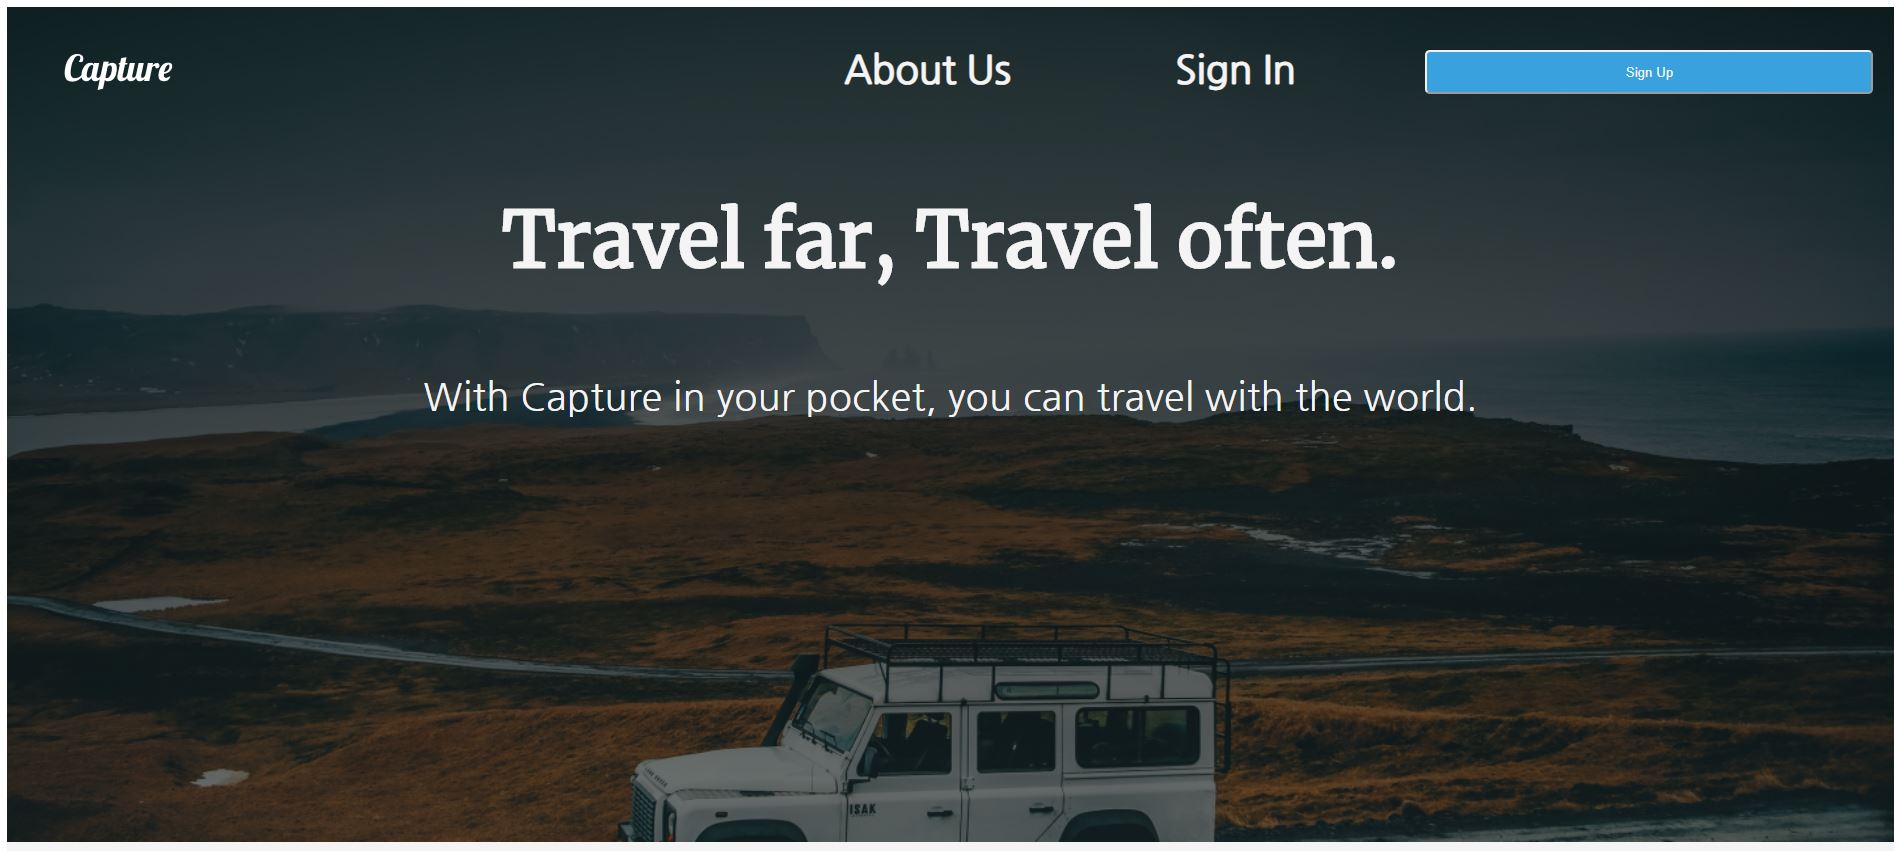 Capture
About Us
Sign In
Sign Up
Travel far, Travel often.
With Capture in your pocket, you can travel with the world.
ISAK